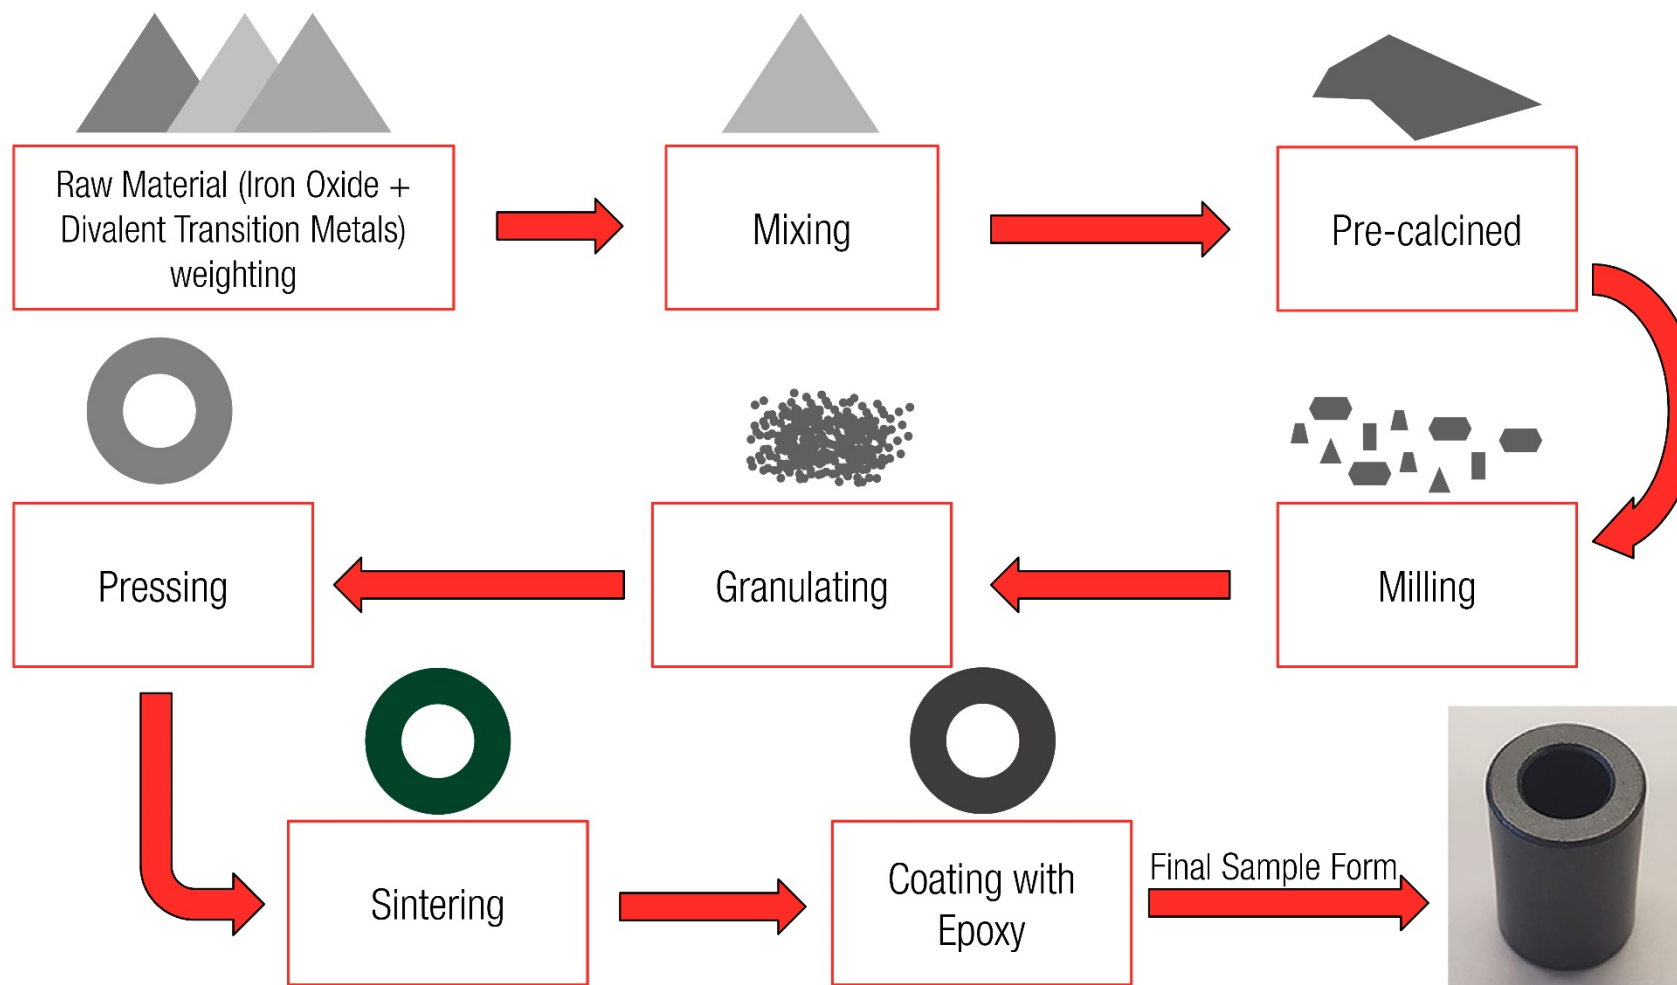 Raw Material (Iron Oxide +
Divalent Transition Metals)
weighting
Mixing
Pre-calcined
Milling
Granulating
Pressing
Sintering
Coating with
Epoxy
Final Sample Form